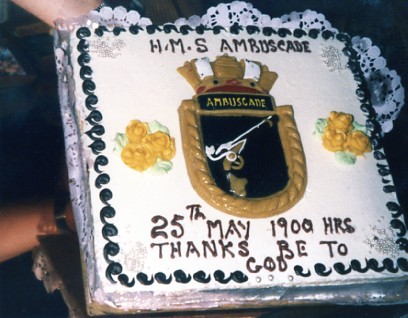 H.M.S AMBUSCADE
AMBUSCADE
25TH MAY 1900 HRS
THANKS BE TO
GOD